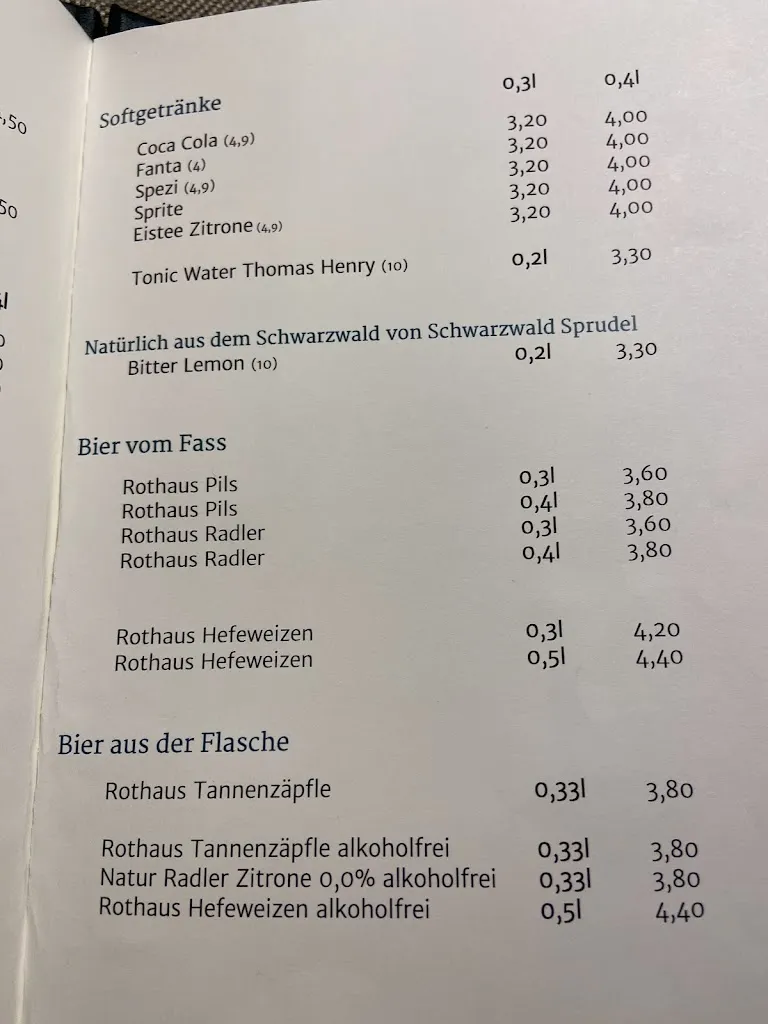 0,3l 0,4l
Softgetränke
Coca Cola (4,9) 3,20 4,00
Fanta (4) 3,20 4,00
Spezi (4,9) 3,20 4,00
Sprite 3,20 4,00
Eistee Zitrone (4,9) 3,20 4,00
Tonic Water Thomas Henry (10) 0,2l 3,30
Natürlich aus dem Schwarzwald von Schwarzwald Sprudel
Bitter Lemon (10) 0,2l 3,30
Bier vom Fass
Rothaus Pils 0,3l 3,60
Rothaus Pils 0,4l 3,80
Rothaus Radler 0,3l 3,60
Rothaus Radler 0,4l 3,80
Rothaus Hefeweizen 0,3l 4,20
Rothaus Hefeweizen 0,5l 4,40
Bier aus der Flasche
Rothaus Tannenzäpfle 0,33l 3,80
Rothaus Tannenzäpfle alkoholfrei 0,33l 3,80
Natur Radler Zitrone 0,0% alkoholfrei 0,33l 3,80
Rothaus Hefeweizen alkoholfrei 0,5l 4,40